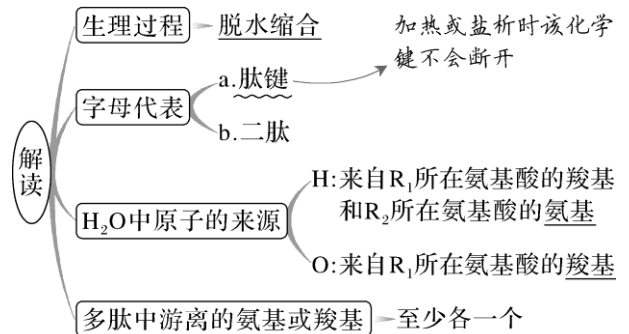 生理过程
脱水缩合
加热或盐析时该化学
键不会断开
字母代表
a.肽键
b.二肽
解读
H₂O中原子的来源
H:来自R₁所在氨基酸的羧基
和R₂所在氨基酸的氨基
O:来自R₁所在氨基酸的羧基
多肽中游离的氨基或羧基
至少各一个